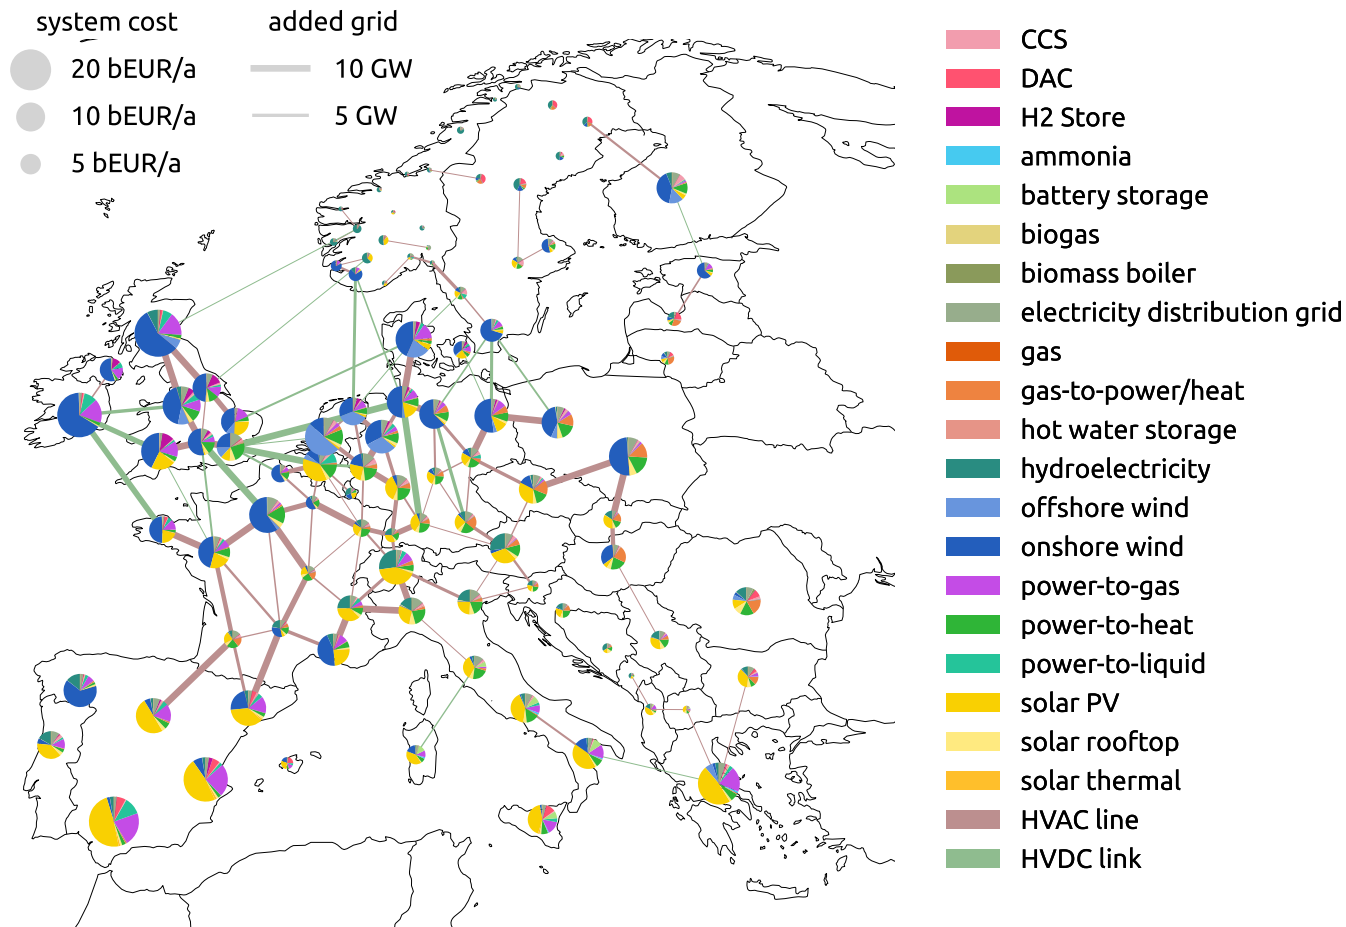 system cost
added grid
20 bEUR/a
10 GW
10 bEUR/a
5 GW
5 bEUR/a
CCS
DAC
H2 Store
ammonia
battery storage
biogas
biomass boiler
electricity distribution grid
gas
gas-to-power/heat
hot water storage
hydroelectricity
offshore wind
onshore wind
power-to-gas
power-to-heat
power-to-liquid
solar PV
solar rooftop
solar thermal
HVAC line
HVDC link